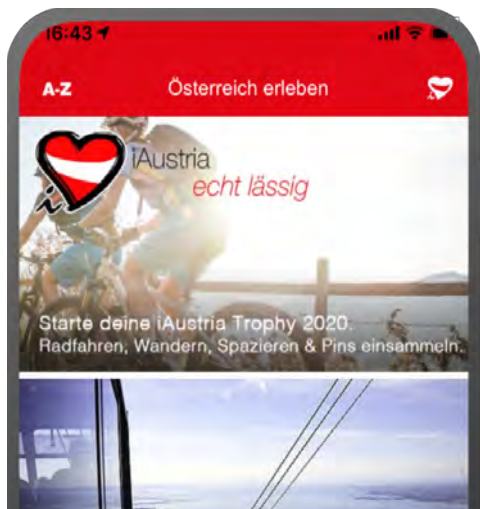 16:43
A-Z
Österreich erleben
i
iAustria
echt lässig
Starte deine iAustria Trophy 2020.
Radfahren, Wandern, Spazieren & Pins einsammeln.